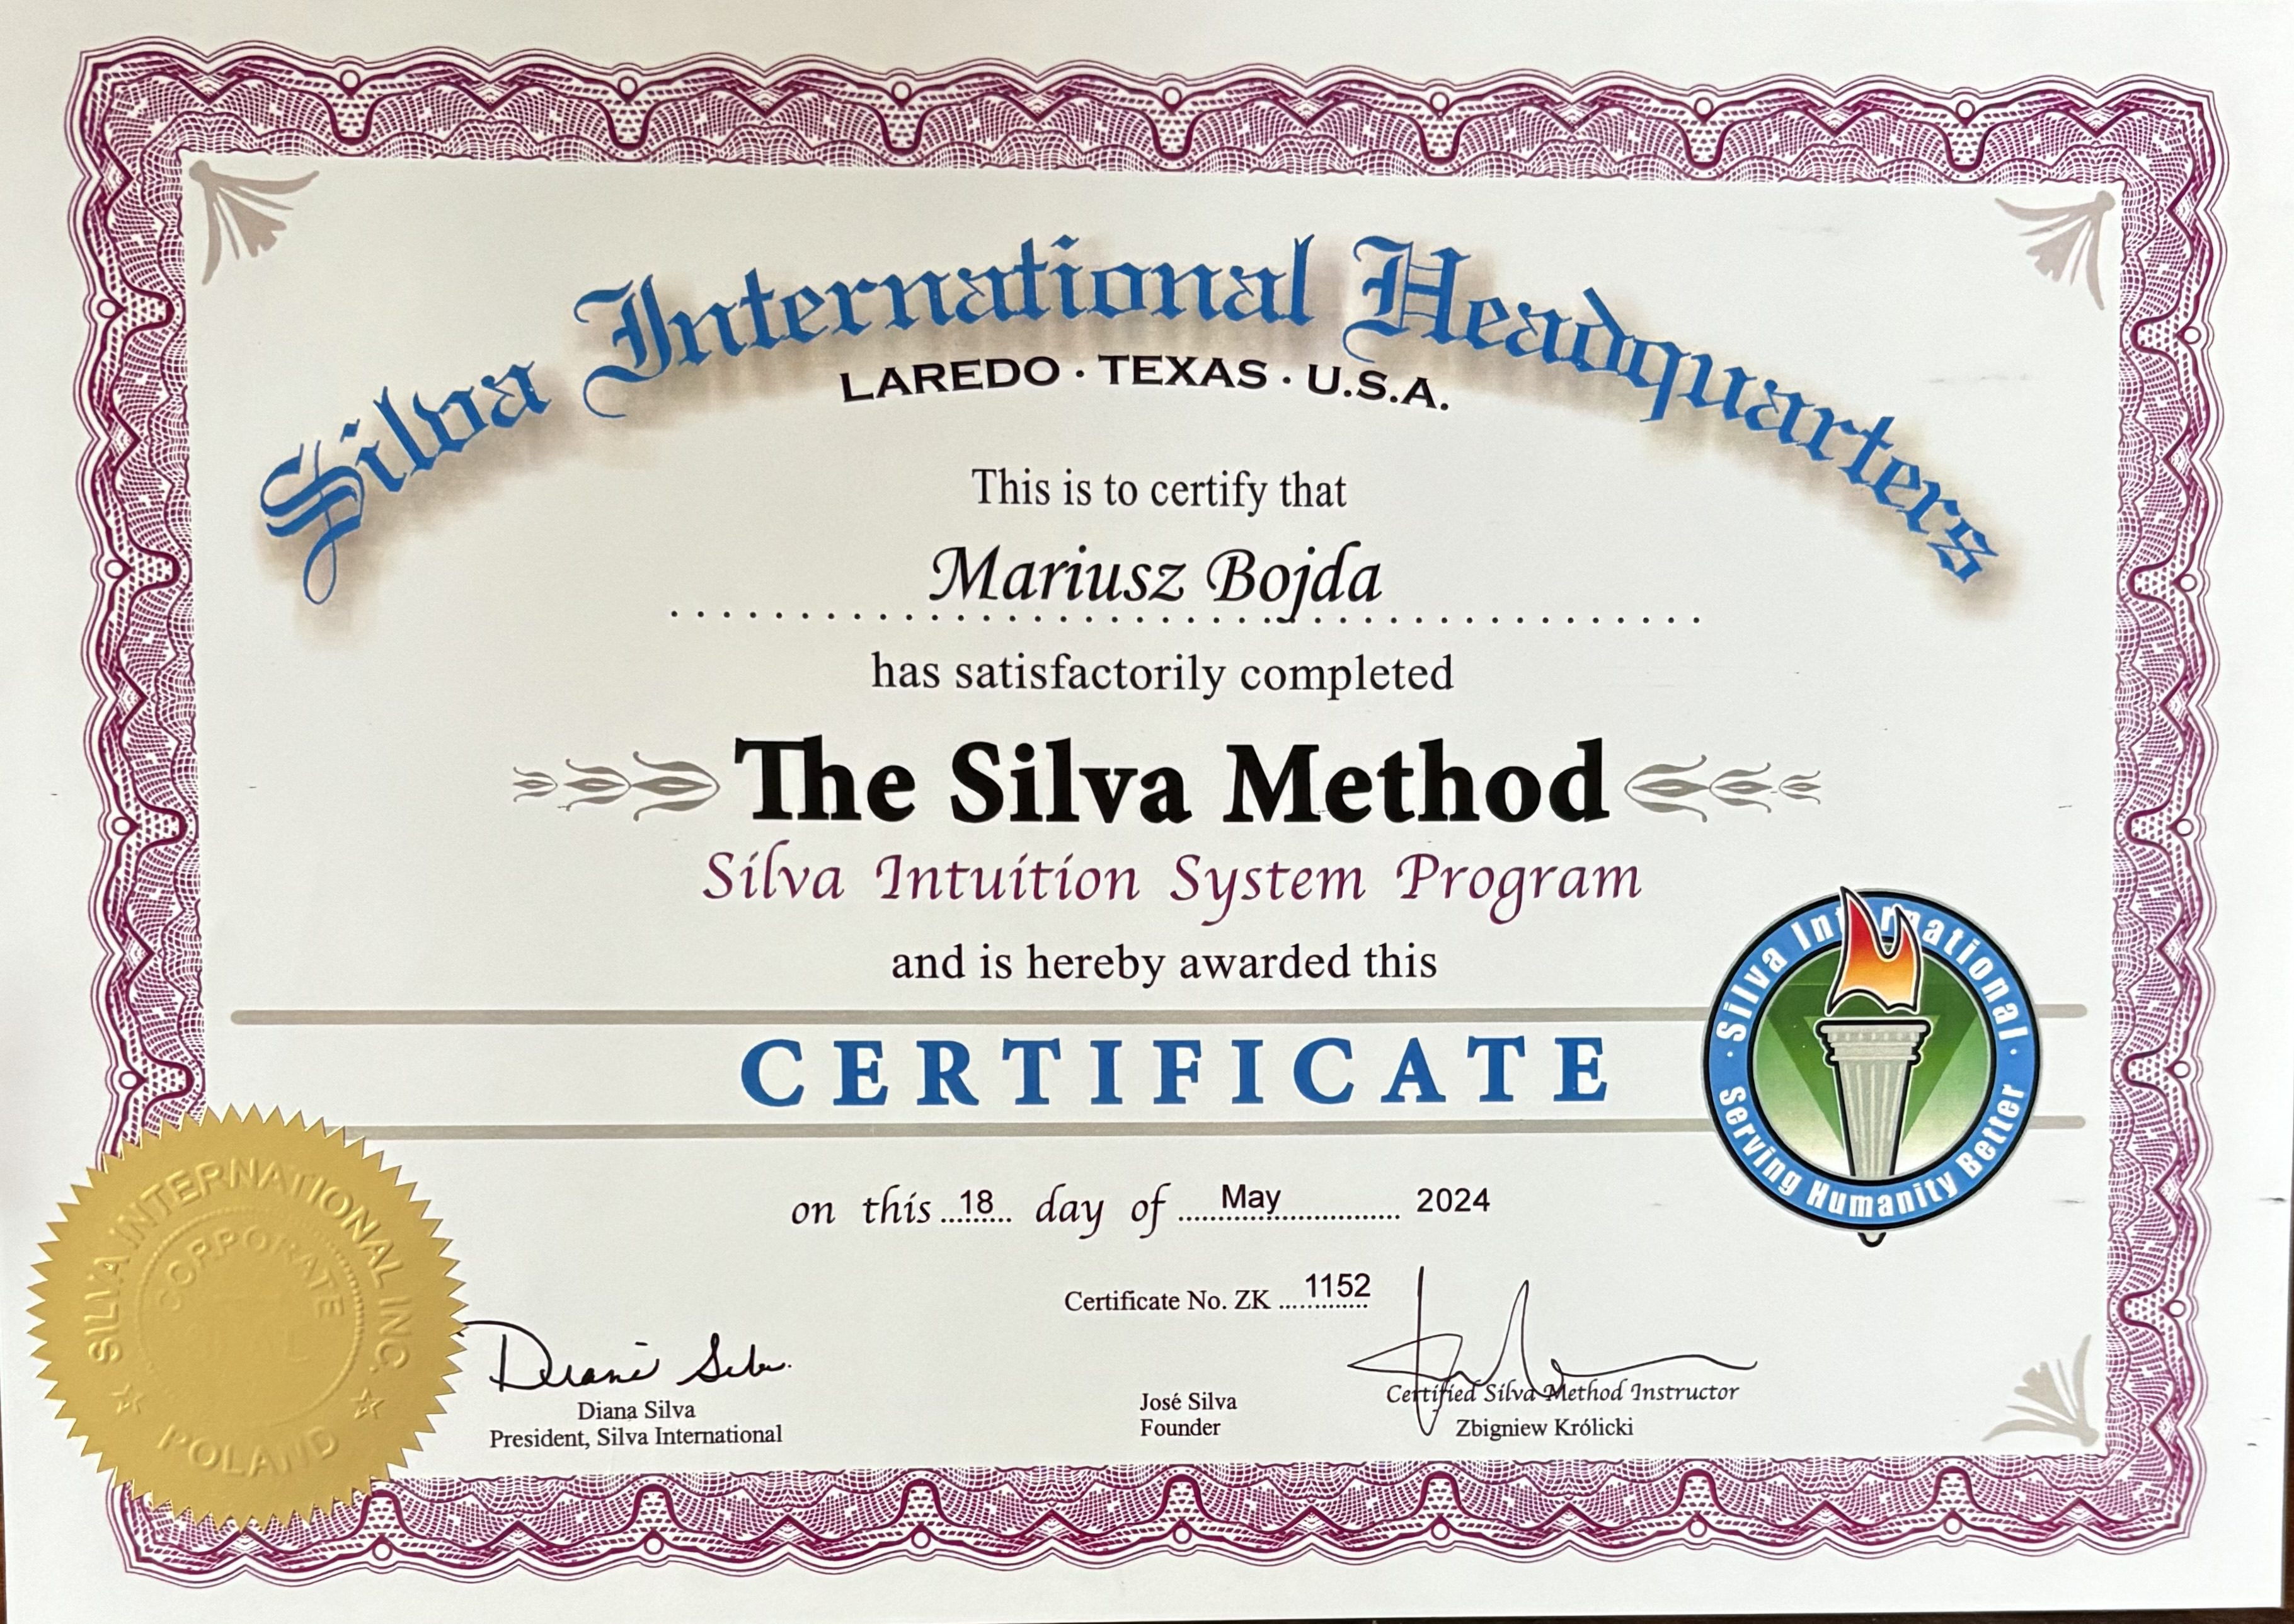 Silva International Headquarters
LAREDO · TEXAS · U.S.A.
This is to certify that
Mariusz Bojda
has satisfactorily completed
The Silva Method
Silva Intuition System Program
and is hereby awarded this
CERTIFICATE
· Silva International ·
Serving Humanity Better
on this 18 day of May 2024
Certificate No. ZK 1152
SILVA INTERNATIONAL INC.
CORPORATE
POLAND
Diana Silva
Diana Silva
President, Silva International
José Silva
Founder
Certified Silva Method Instructor
Zbigniew Królicki